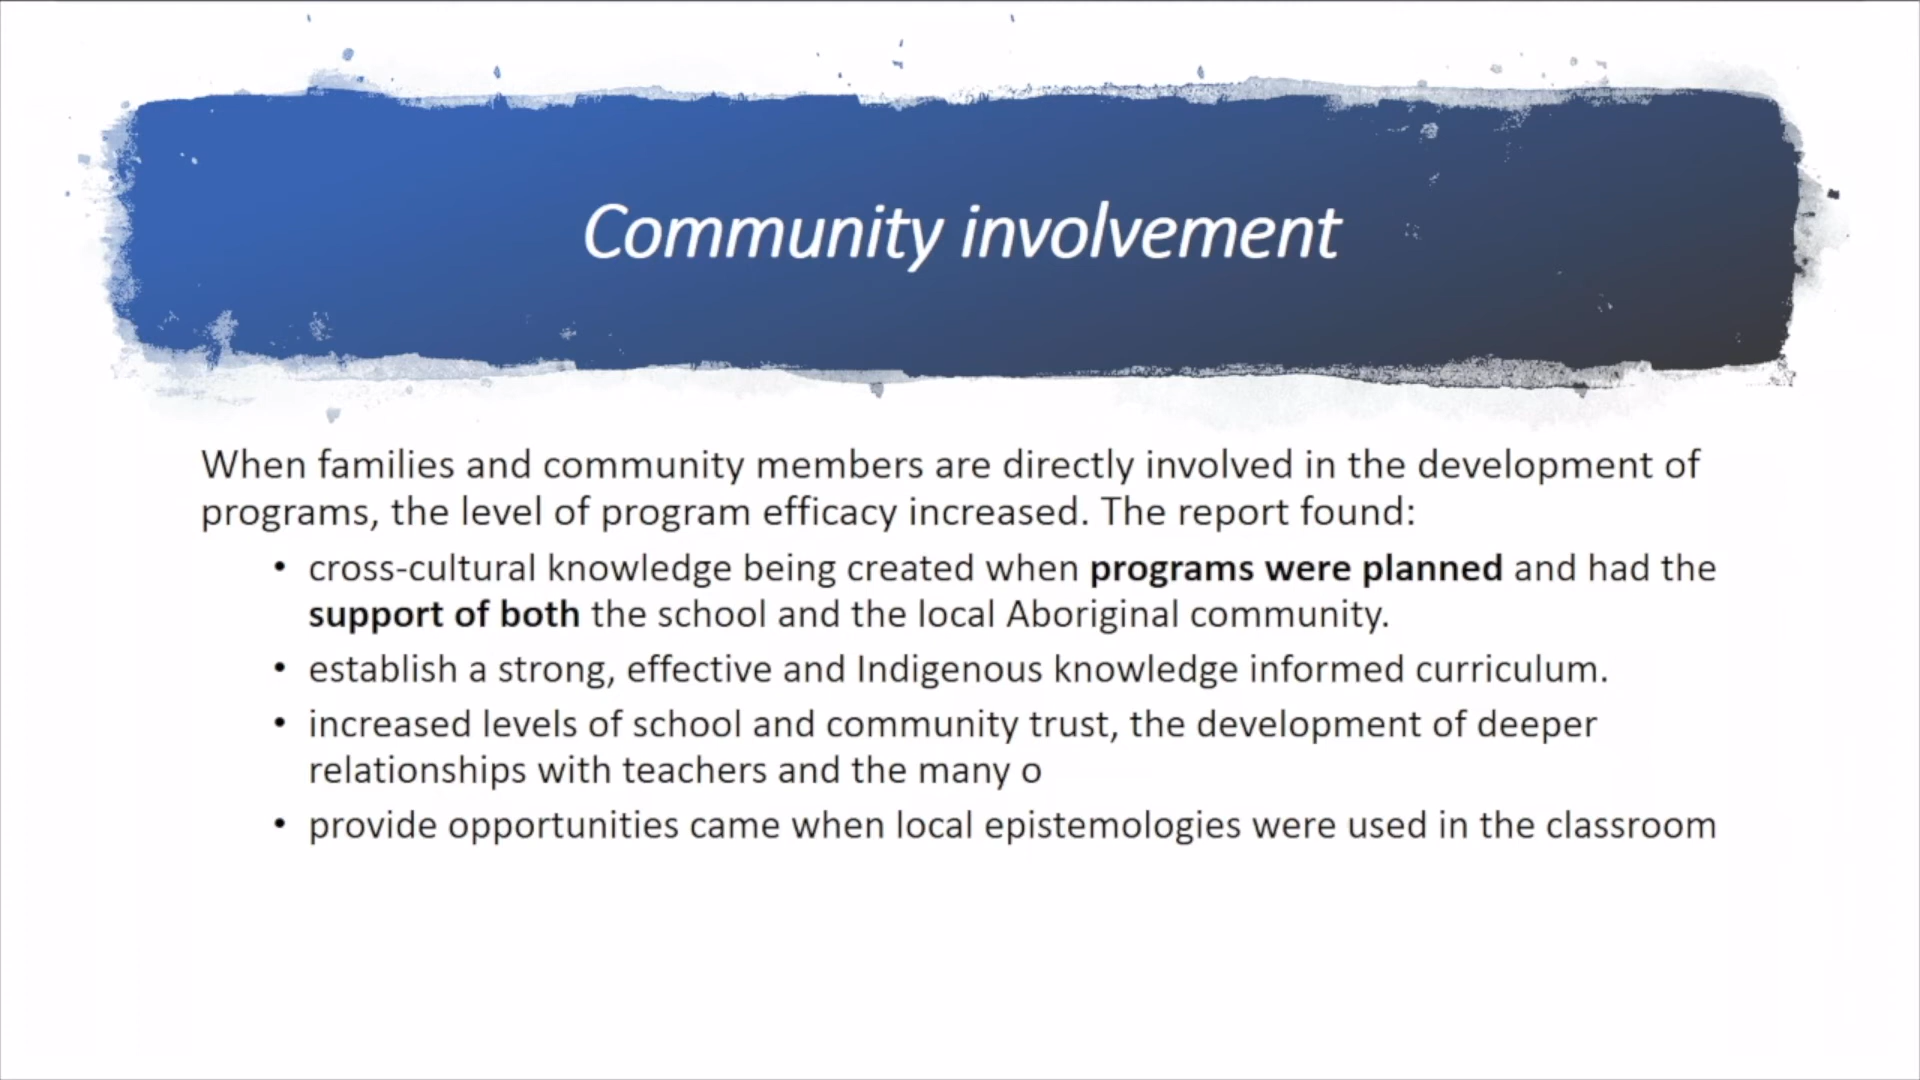 Community involvement
When families and community members are directly involved in the development of
programs, the level of program efficacy increased. The report found:
• cross-cultural knowledge being created when programs were planned and had the
support of both the school and the local Aboriginal community.
• establish a strong, effective and Indigenous knowledge informed curriculum.
• increased levels of school and community trust, the development of deeper
relationships with teachers and the many o
• provide opportunities came when local epistemologies were used in the classroom